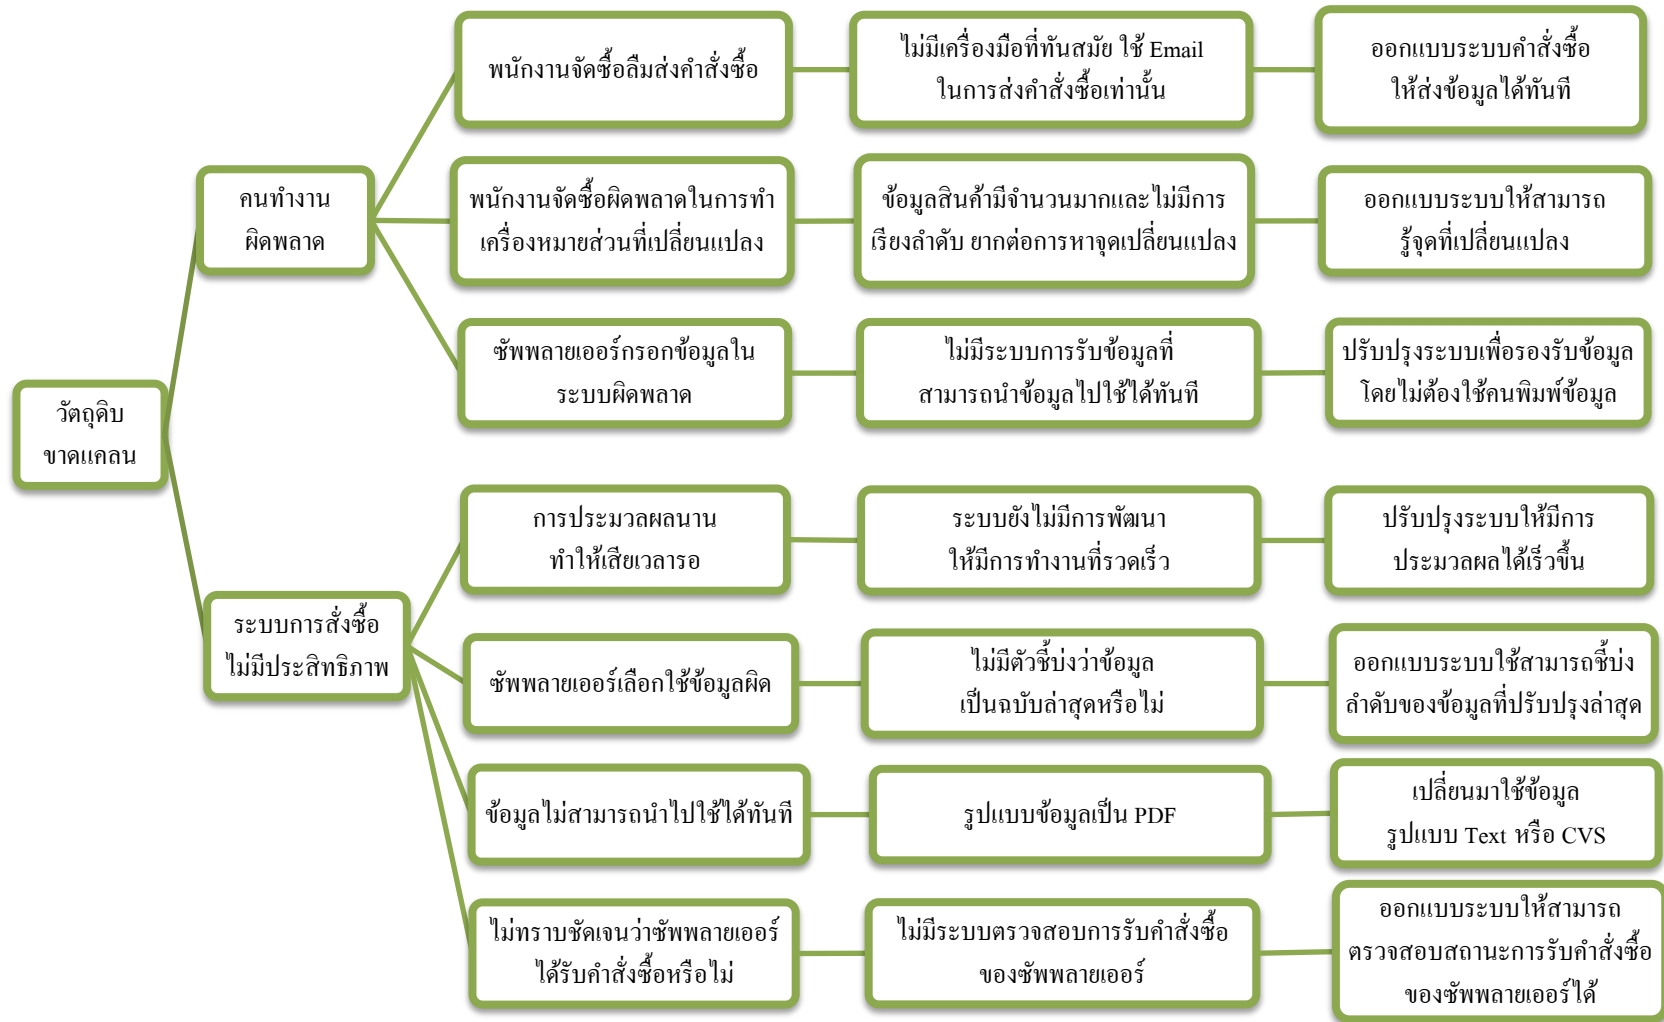 วัตถุดิบ
ขาดแคลน
คนทำงาน
ผิดพลาด
พนักงานจัดซื้อลืมส่งคำสั่งซื้อ
ไม่มีเครื่องมือที่ทันสมัย ใช้ Email
ในการส่งคำสั่งซื้อเท่านั้น
ออกแบบระบบคำสั่งซื้อ
ให้ส่งข้อมูลได้ทันที
พนักงานจัดซื้อผิดพลาดในการทำ
เครื่องหมายส่วนที่เปลี่ยนแปลง
ข้อมูลสินค้ามีจำนวนมากและไม่มีการ
เรียงลำดับ ยากต่อการหาจุดเปลี่ยนแปลง
ออกแบบระบบให้สามารถ
รู้จุดที่เปลี่ยนแปลง
ซัพพลายเออร์กรอกข้อมูลใน
ระบบผิดพลาด
ไม่มีระบบการรับข้อมูลที่
สามารถนำข้อมูลไปใช้ได้ทันที
ปรับปรุงระบบเพื่อรองรับข้อมูล
โดยไม่ต้องใช้คนพิมพ์ข้อมูล
ระบบการสั่งซื้อ
ไม่มีประสิทธิภาพ
การประมวลผลนาน
ทำให้เสียเวลารอ
ระบบยังไม่มีการพัฒนา
ให้มีการทำงานที่รวดเร็ว
ปรับปรุงระบบให้มีการ
ประมวลผลได้เร็วขึ้น
ซัพพลายเออร์เลือกใช้ข้อมูลผิด
ไม่มีตัวชี้บ่งว่าข้อมูล
เป็นฉบับล่าสุดหรือไม่
ออกแบบระบบใช้สามารถชี้บ่ง
ลำดับของข้อมูลที่ปรับปรุงล่าสุด
ข้อมูลไม่สามารถนำไปใช้ได้ทันที
รูปแบบข้อมูลเป็น PDF
เปลี่ยนมาใช้ข้อมูล
รูปแบบ Text หรือ CVS
ไม่ทราบชัดเจนว่าซัพพลายเออร์
ได้รับคำสั่งซื้อหรือไม่
ไม่มีระบบตรวจสอบการรับคำสั่งซื้อ
ของซัพพลายเออร์
ออกแบบระบบให้สามารถ
ตรวจสอบสถานะการรับคำสั่งซื้อ
ของซัพพลายเออร์ได้